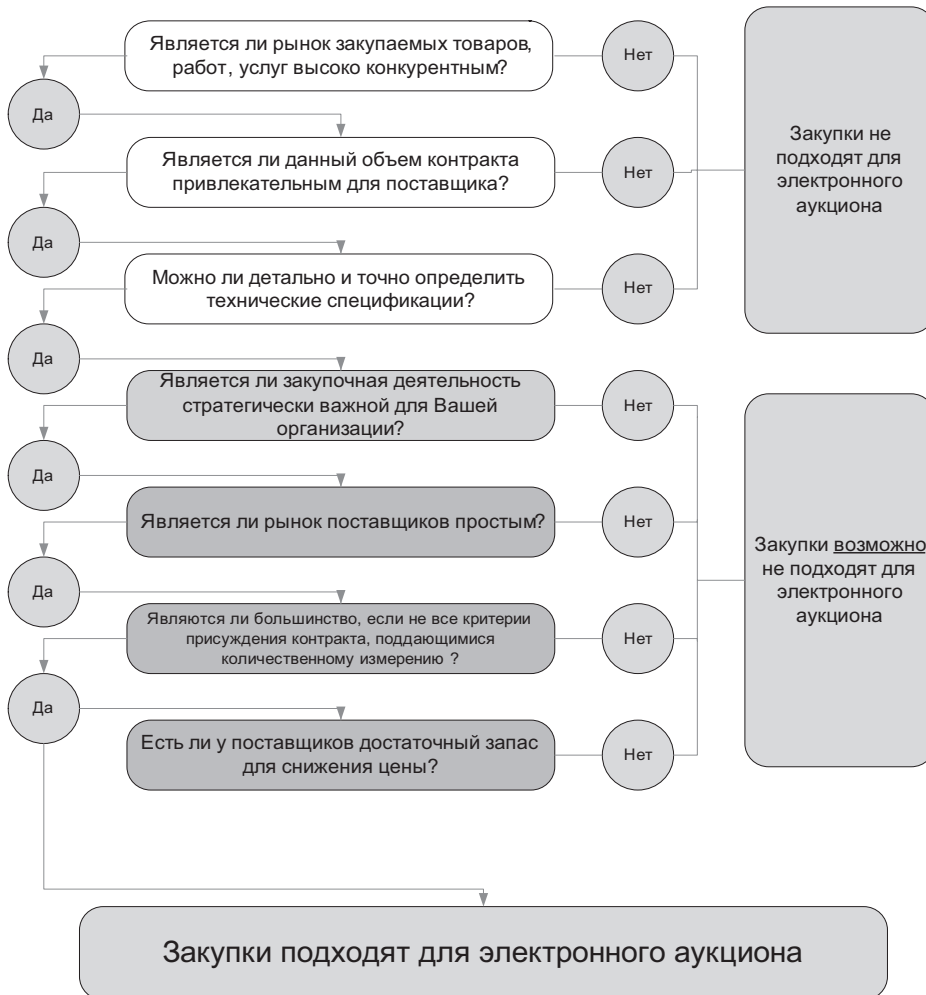 Является ли рынок закупаемых товаров,
работ, услуг высоко конкурентным?
Нет
Да
Является ли данный объем контракта
привлекательным для поставщика?
Нет
Да
Можно ли детально и точно определить
технические спецификации?
Нет
Закупки не
подходят для
электронного
аукциона
Да
Является ли закупочная деятельность
стратегически важной для Вашей
организации?
Нет
Да
Является ли рынок поставщиков простым?
Нет
Да
Являются ли большинство, если не все критерии
присуждения контракта, поддающимися
количественному измерению ?
Нет
Да
Есть ли у поставщиков достаточный запас
для снижения цены?
Нет
Закупки возможно
не подходят для
электронного
аукциона
Закупки подходят для электронного аукциона